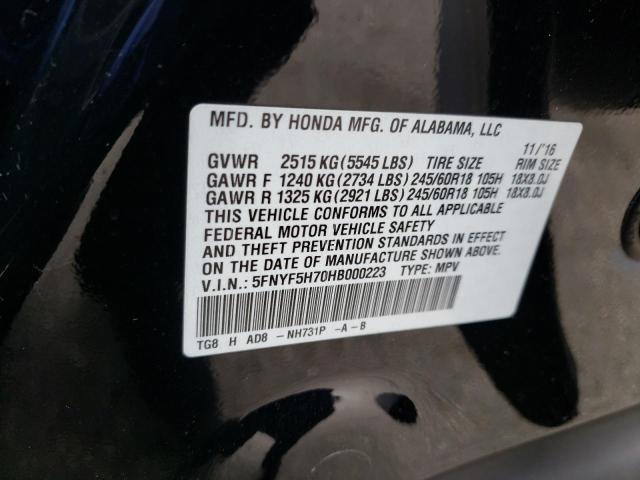 MFD. BY HONDA MFG. OF ALABAMA, LLC
11/'16
GVWR 2515 KG (5545 LBS) TIRE SIZE RIM SIZE
GAWR F 1240 KG (2734 LBS) 245/60R18 105H 18X8.0J
GAWR R 1325 KG (2921 LBS) 245/60R18 105H 18X8.0J
THIS VEHICLE CONFORMS TO ALL APPLICABLE
FEDERAL MOTOR VEHICLE SAFETY
AND THEFT PREVENTION STANDARDS IN EFFECT
ON THE DATE OF MANUFACTURE SHOWN ABOVE.
V.I.N.: 5FNYF5H70HB000223 TYPE: MPV
TG8 H AD8 - NH731P -A-B